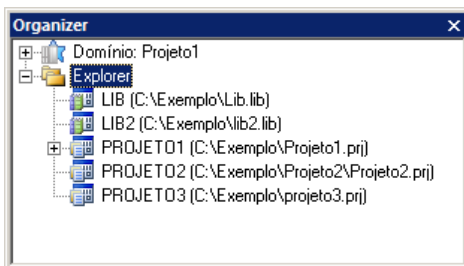 Organizer
Domínio: Projeto1
Explorer
LIB (C:\Exemplo\Lib.lib)
LIB2 (C:\Exemplo\lib2.lib)
PROJETO1 (C:\Exemplo\Projeto1.prj)
PROJETO2 (C:\Exemplo\Projeto2\Projeto2.prj)
PROJETO3 (C:\Exemplo\projeto3.prj)